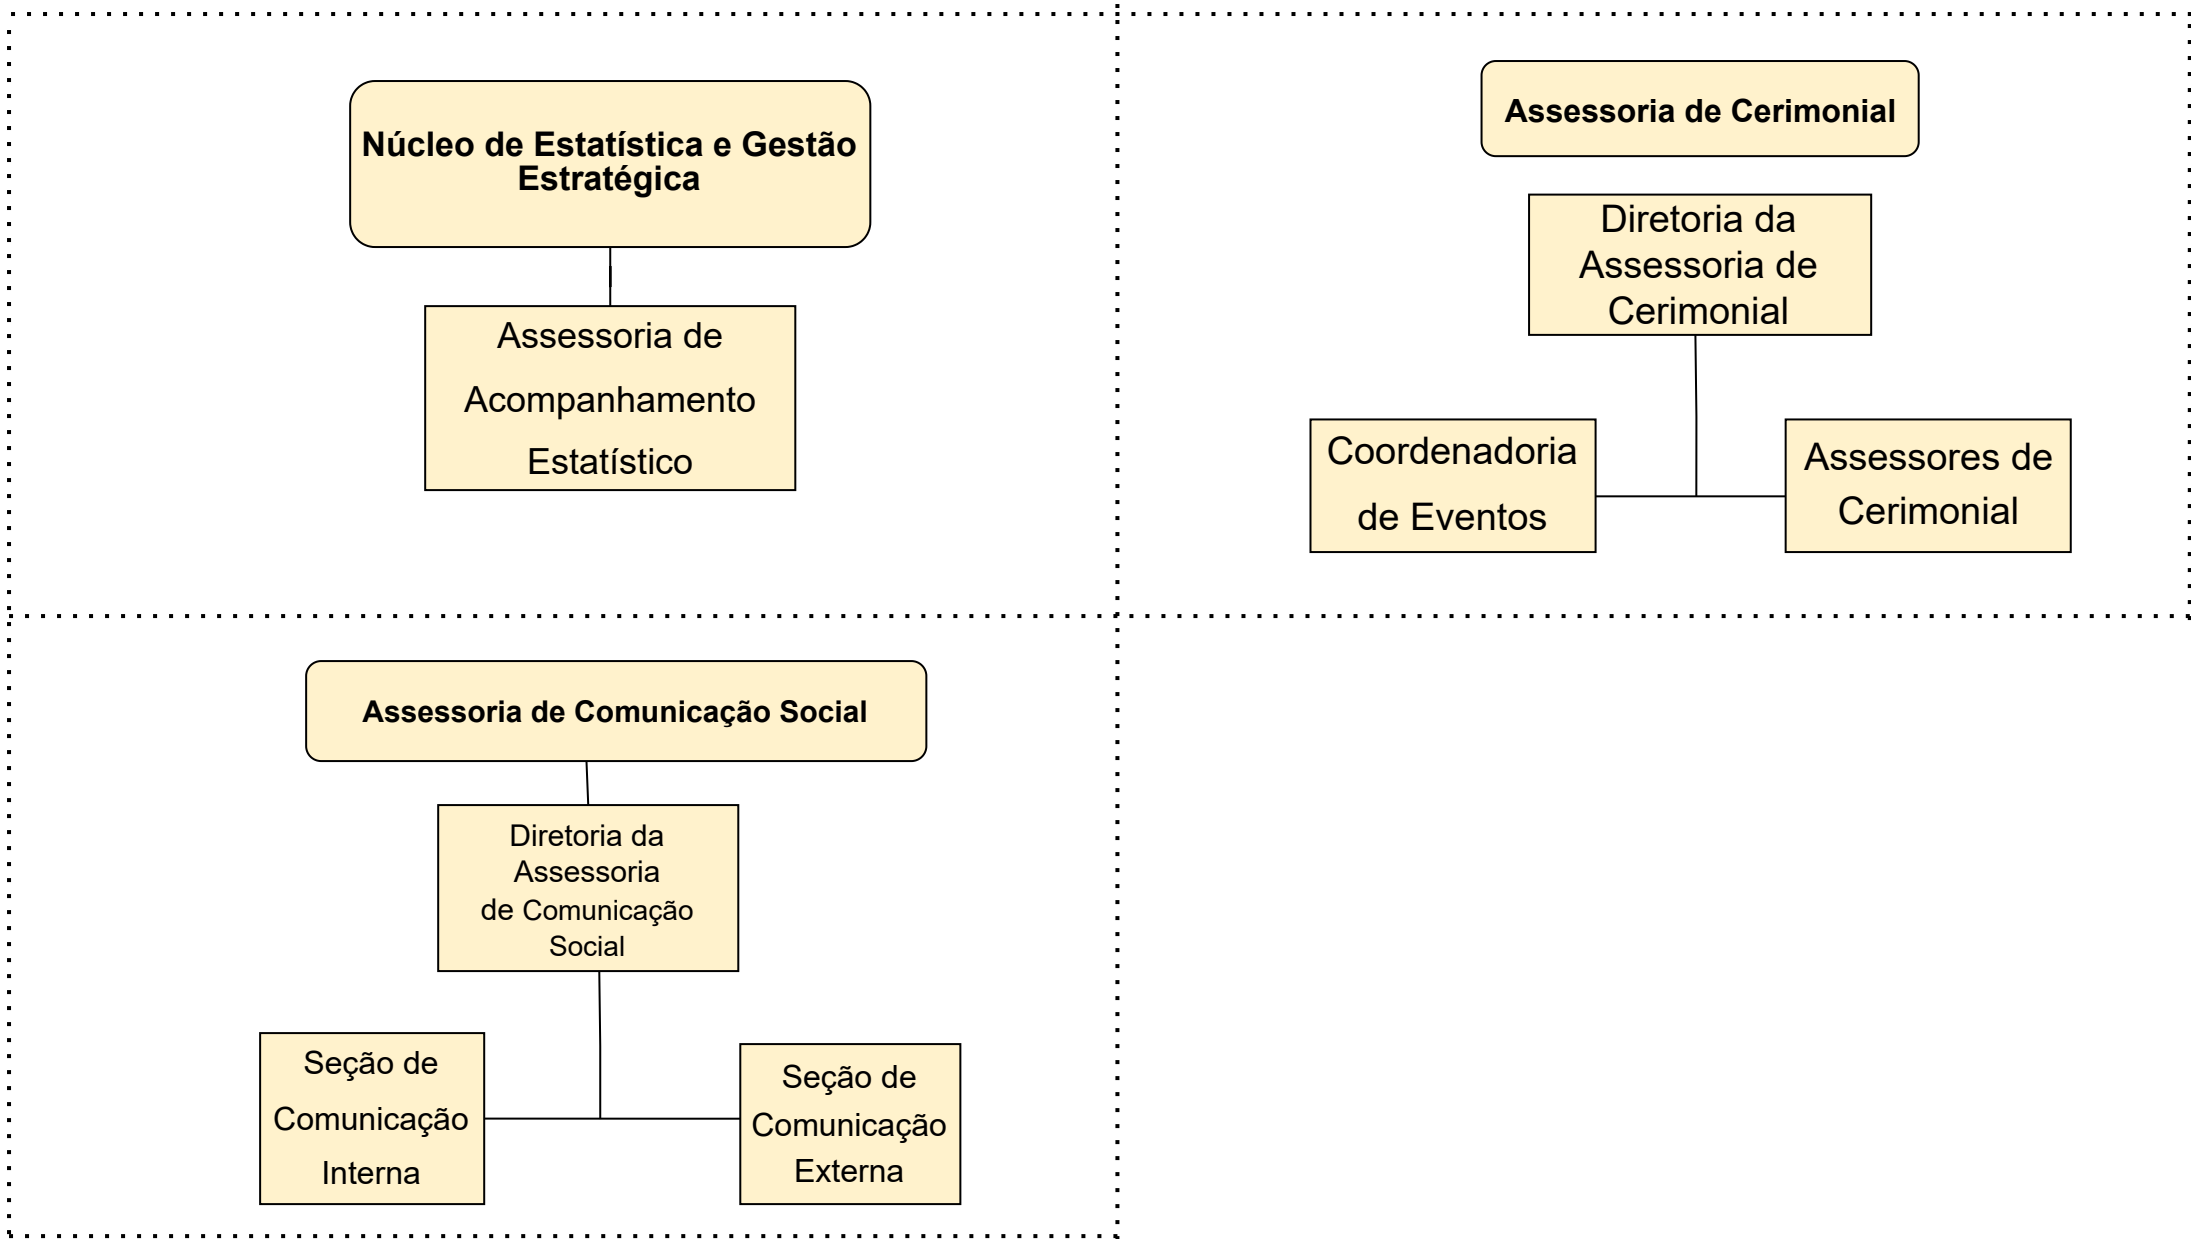 Núcleo de Estatística e Gestão
Estratégica
Assessoria de
Acompanhamento
Estatístico
Assessoria de Cerimonial
Diretoria da
Assessoria de
Cerimonial
Coordenadoria
de Eventos
Assessores de
Cerimonial
Assessoria de Comunicação Social
Diretoria da
Assessoria
de Comunicação
Social
Seção de
Comunicação
Interna
Seção de
Comunicação
Externa